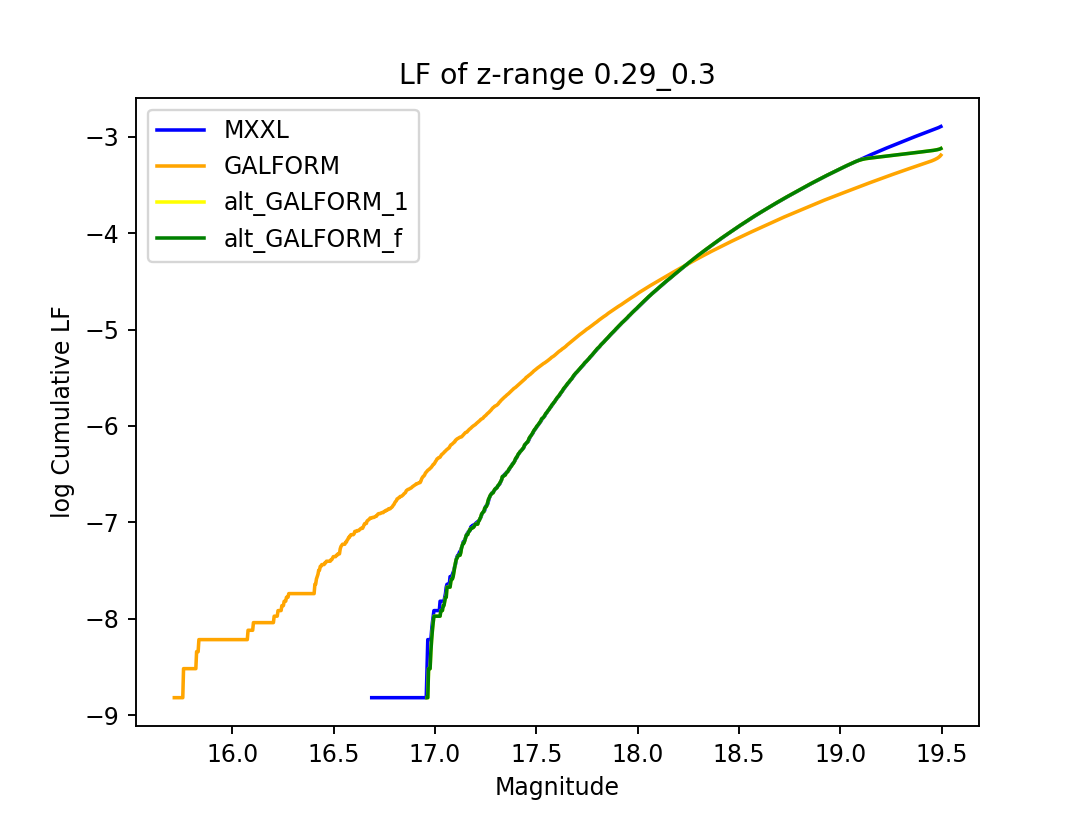 LF of z-range 0.29_0.3
MXXL
GALFORM
alt_GALFORM_1
alt_GALFORM_f
log Cumulative LF
−3
−4
−5
−6
−7
−8
−9
16.0 16.5 17.0 17.5 18.0 18.5 19.0 19.5
Magnitude